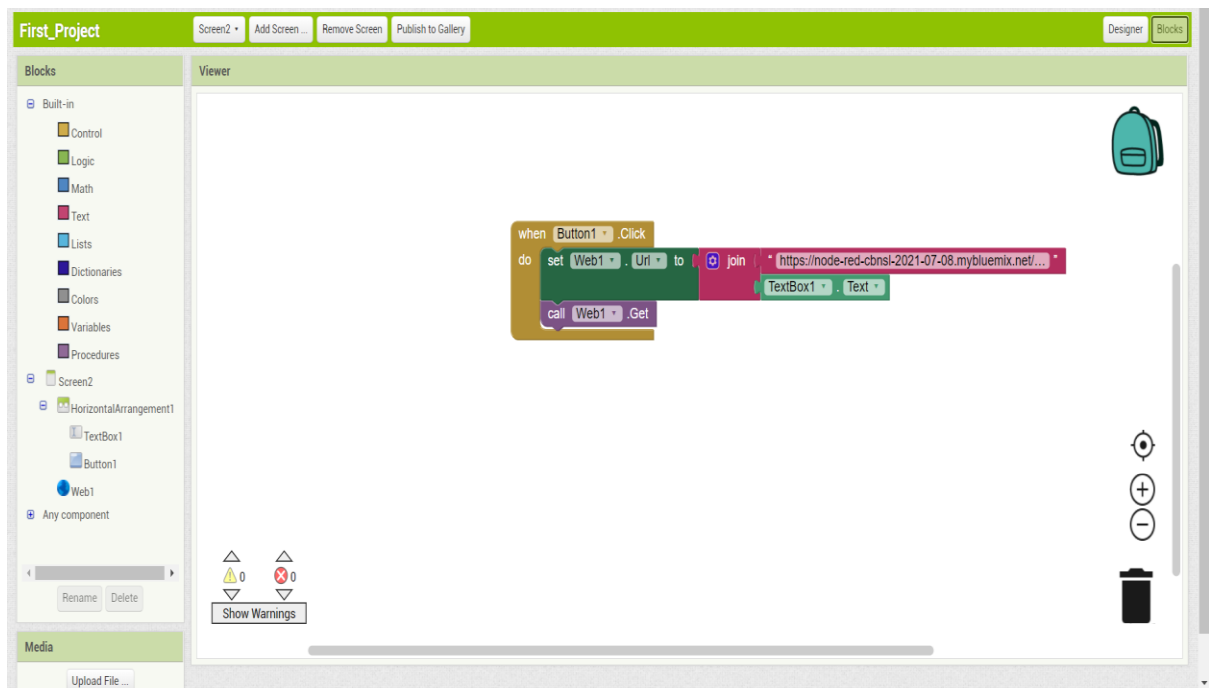 First_Project Screen2 Add Screen ... Remove Screen Publish to Gallery Designer Blocks
Blocks
Viewer
Built-in
Control
Logic
Math
Text
Lists
Dictionaries
Colors
Variables
Procedures
Screen2
HorizontalArrangement1
TextBox1
Button1
Web1
Any component
Rename Delete
Media
Upload File ...
when Button1 .Click
do set Web1 . Url to join " https://node-red-cbnsl-2021-07-08.mybluemix.net/... "
TextBox1 . Text
call Web1 .Get
0 0
Show Warnings